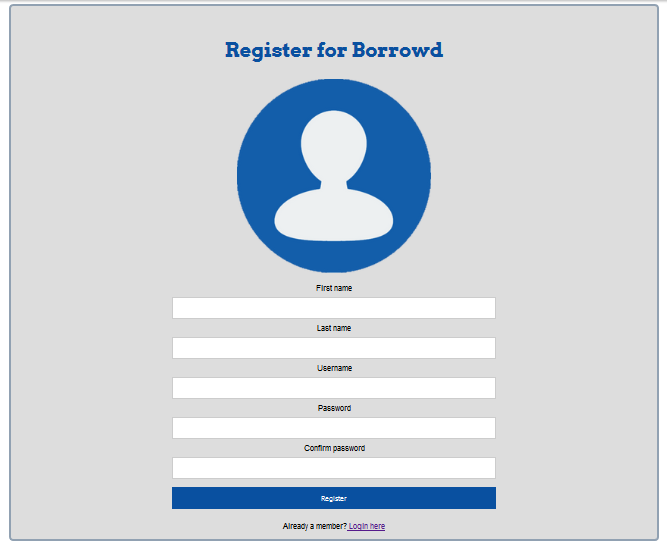 Register for Borrowd
First name
Last name
Username
Password
Confirm password
Register
Already a member? Login here